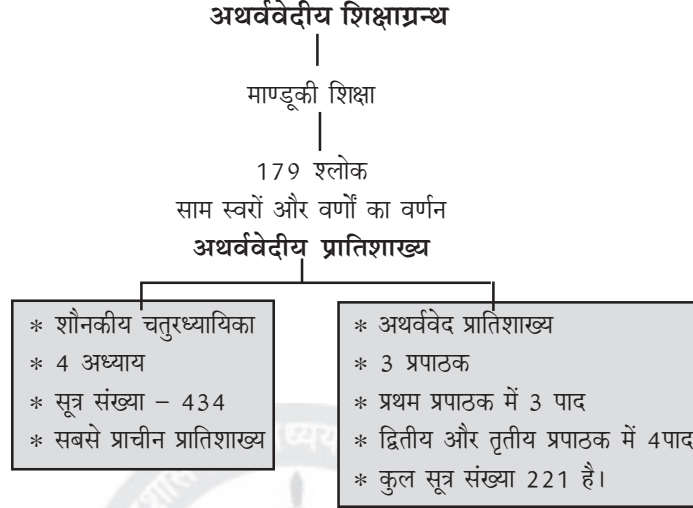 अथर्ववेदीय शिक्षाग्रन्थ
माण्डूकी शिक्षा
179 श्लोक
साम स्वरों और वर्णों का वर्णन
अथर्ववेदीय प्रातिशाख्य
* शौनकीय चतुरध्यायिका
* 4 अध्याय
* सूत्र संख्या – 434
* सबसे प्राचीन प्रातिशाख्य
* अथर्ववेद प्रातिशाख्य
* 3 प्रपाठक
* प्रथम प्रपाठक में 3 पाद
* द्वितीय और तृतीय प्रपाठक में 4पाद
* कुल सूत्र संख्या 221 है।